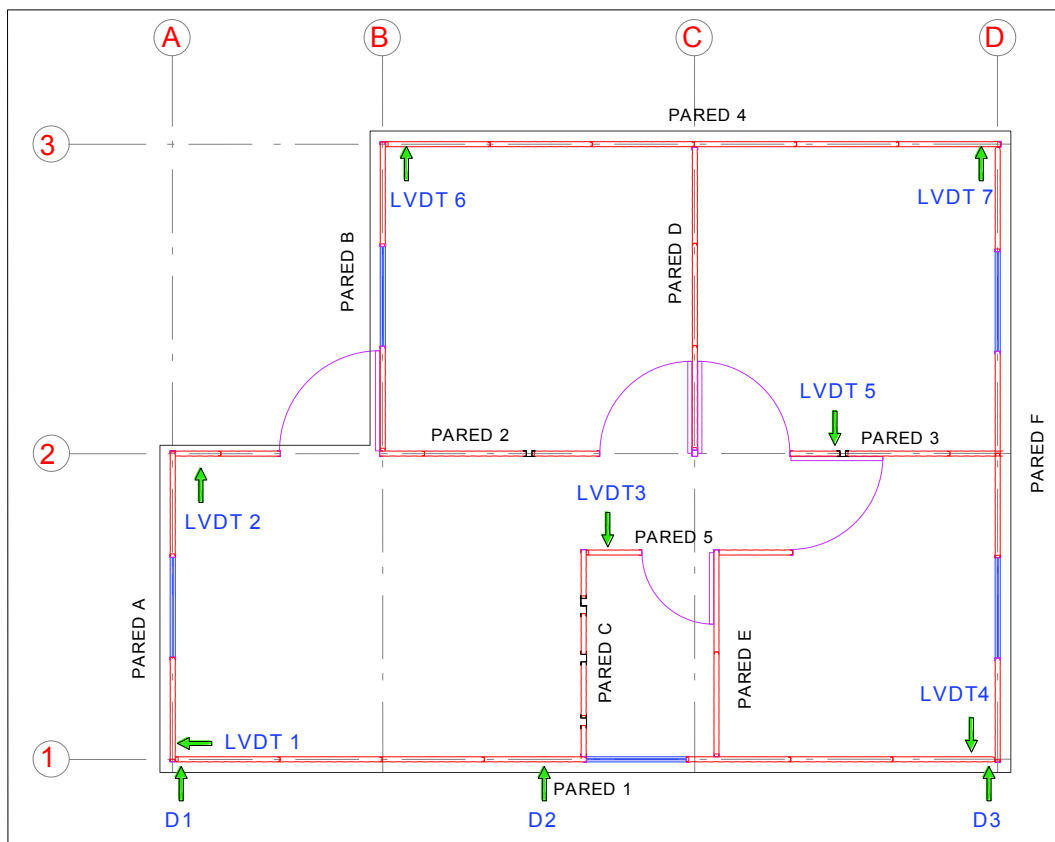 A
B
C
D
PARED 4
3
LVDT 6
LVDT 7
PARED B
PARED D
LVDT 5
PARED 2
PARED 3
2
PARED F
LVDT 2
LVDT3
PARED 5
PARED A
PARED C
PARED E
LVDT4
LVDT 1
1
PARED 1
D1
D2
D3